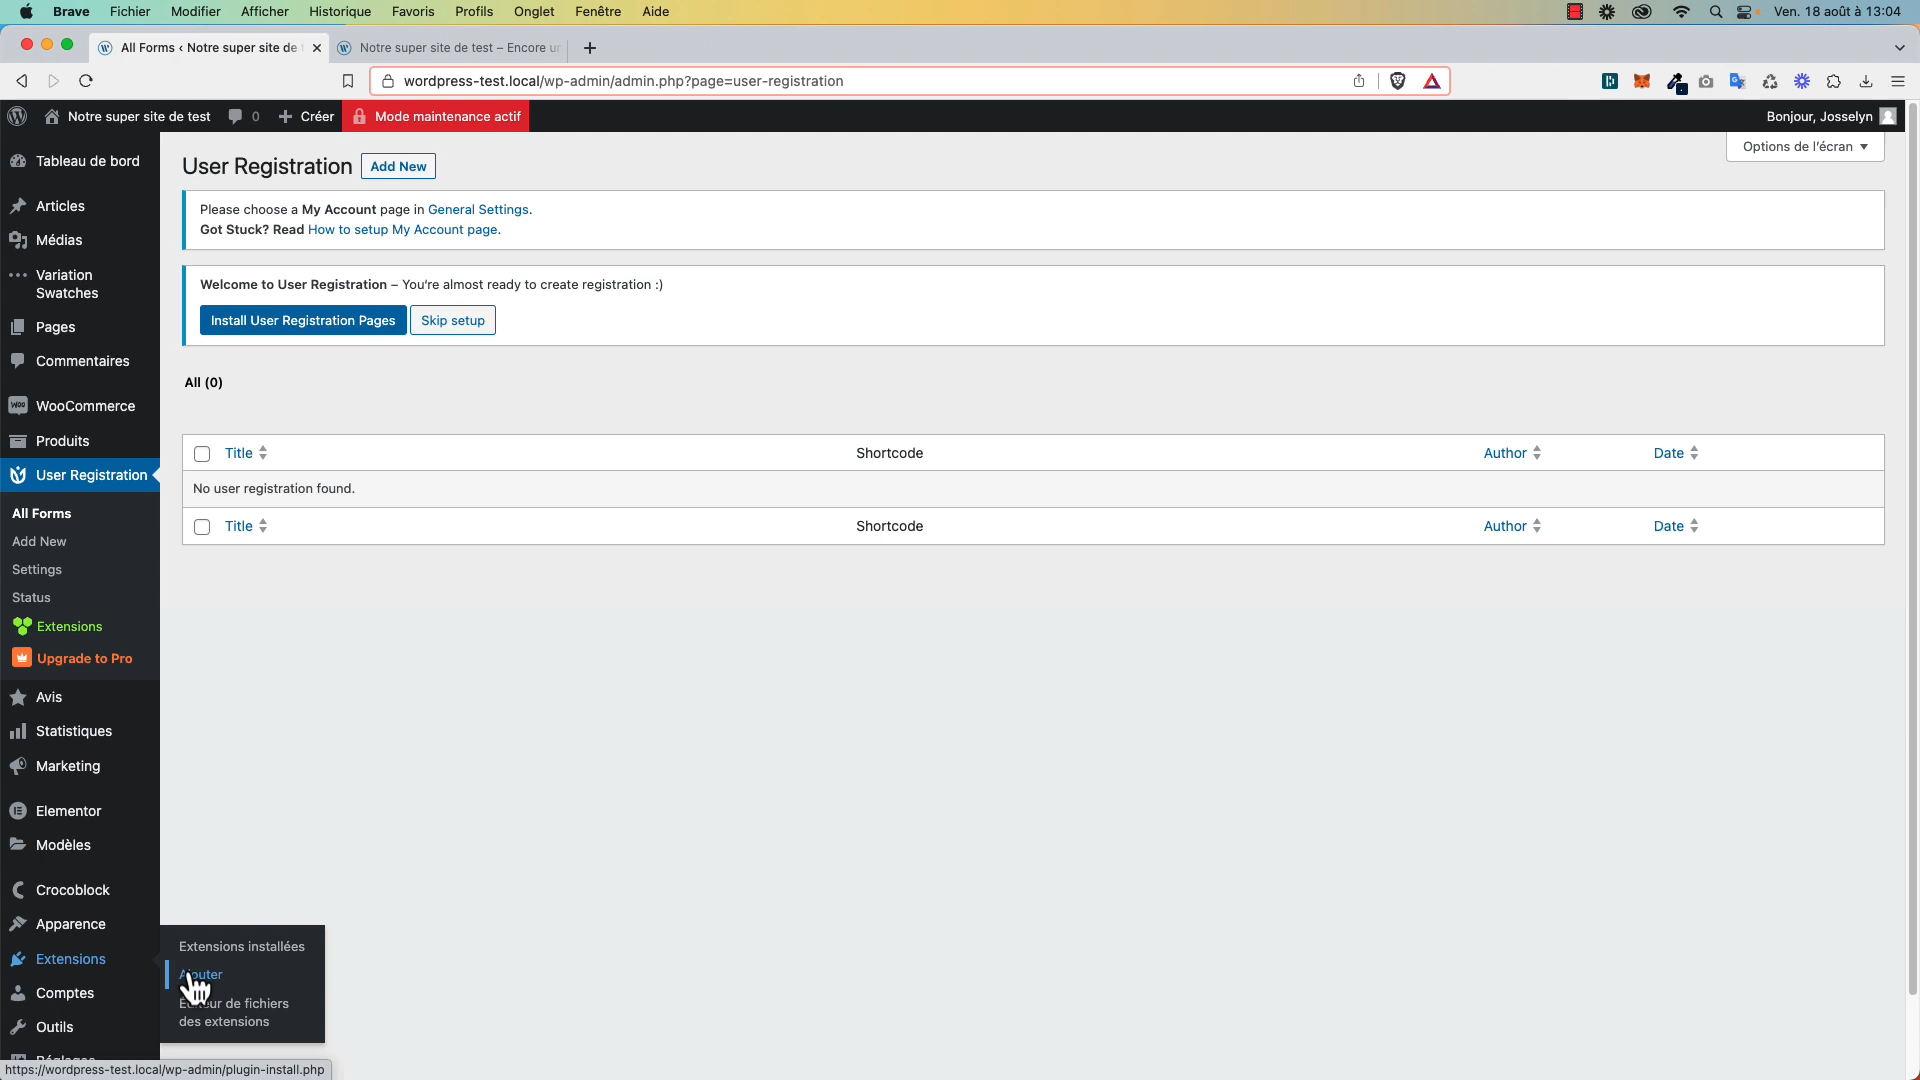 Brave Fichier Modifier Afficher Historique Favoris Profils Onglet Fenêtre Aide
Ven. 18 août à 13:04
All Forms ‹ Notre super site de
Notre super site de test – Encore
wordpress-test.local/wp-admin/admin.php?page=user-registration
Notre super site de test 0 Créer Mode maintenance actif
Bonjour, Josselyn
Tableau de bord
Articles
Médias
Variation
Swatches
Pages
Commentaires
WOO WooCommerce
Produits
User Registration
All Forms
Add New
Settings
Status
Extensions
Upgrade to Pro
Avis
Statistiques
Marketing
Elementor
Modèles
Crocoblock
Apparence
Extensions
Comptes
Outils
Extensions installées
Ajouter
de fichiers
des extensions
https://wordpress-test.local/wp-admin/plugin-install.php
Options de l'écran
User Registration Add New
Please choose a My Account page in General Settings.
Got Stuck? Read How to setup My Account page.
Welcome to User Registration – You're almost ready to create registration :)
Install User Registration Pages Skip setup
All (0)
Title Shortcode Author Date
No user registration found.
Title Shortcode Author Date